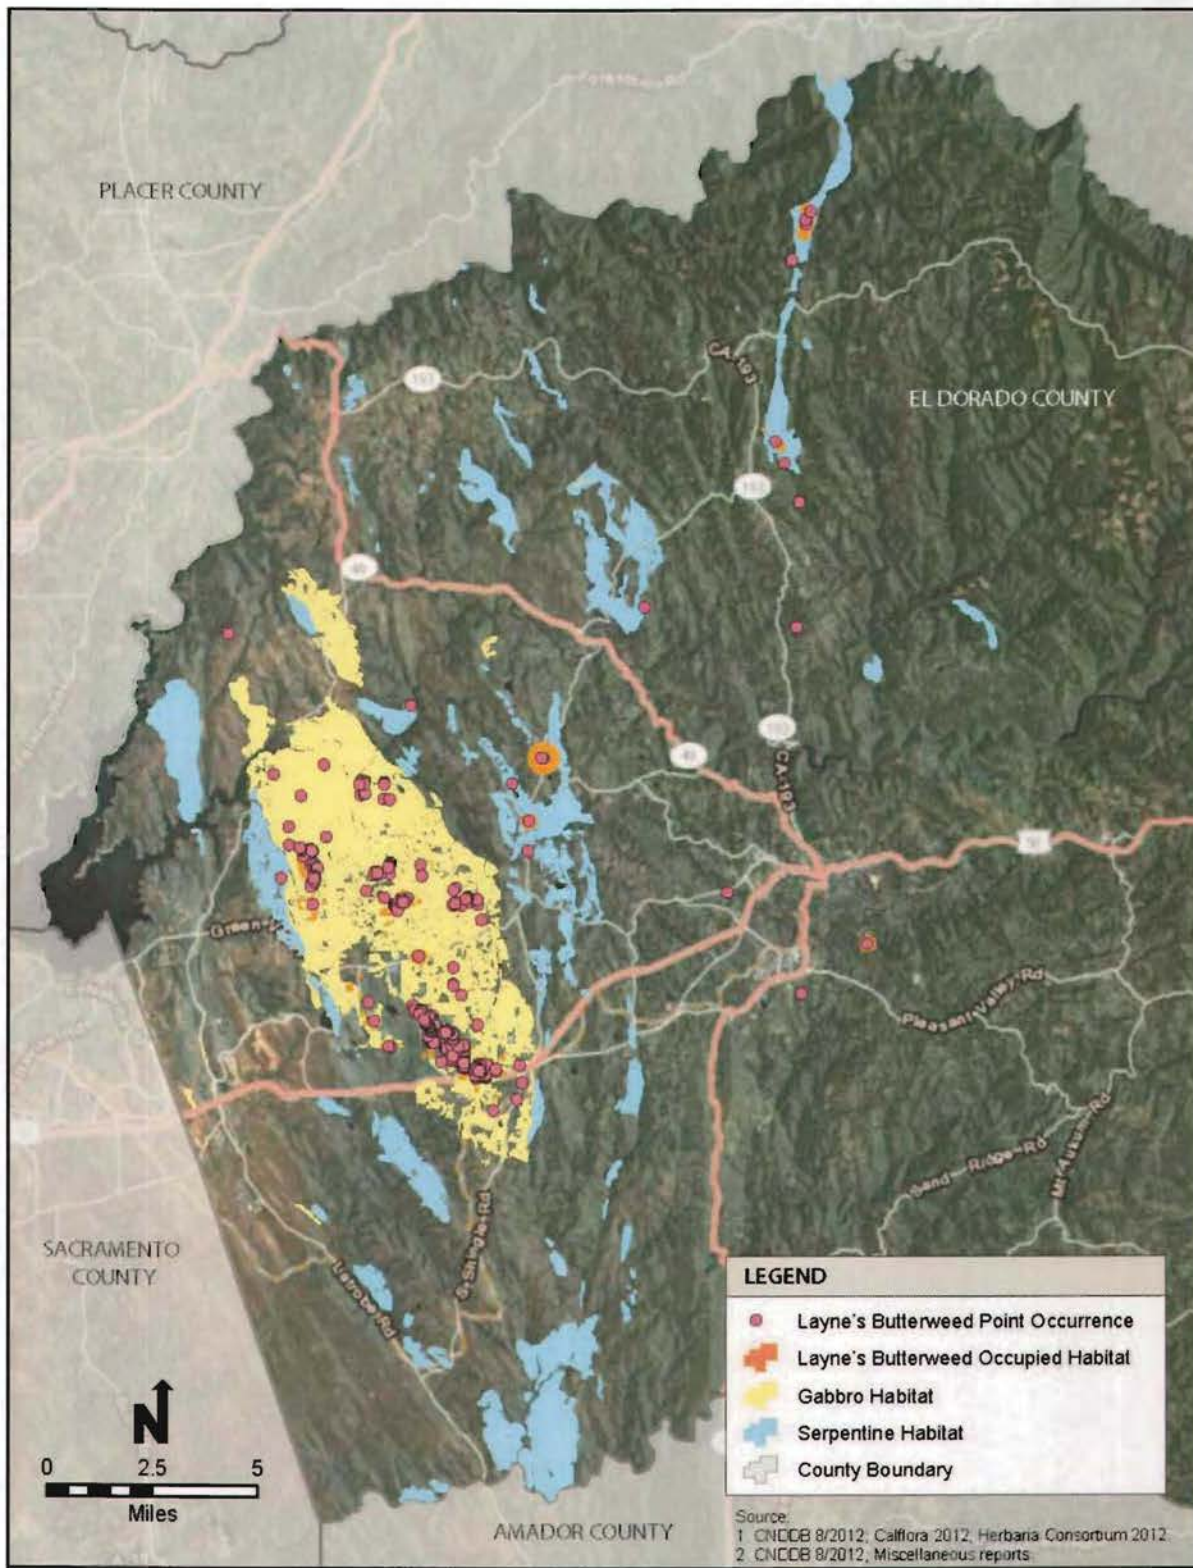 PLACER COUNTY
CA-193
193
EL DORADO COUNTY
193
49
49
193
CA-193
50
Green
Pleasant Valley Rd
Sand Ridge Rd
Mt Aukum Rd
S Shingle Rd
Latrobe Rd
SACRAMENTO
COUNTY
AMADOR COUNTY
N
0 2.5 5
Miles
LEGEND
Layne's Butterweed Point Occurrence
Layne's Butterweed Occupied Habitat
Gabbro Habitat
Serpentine Habitat
County Boundary
Source:
1 CNDDB 8/2012, Calflora 2012, Herbaria Consortium 2012
2 CNDDB 8/2012, Miscellaneous reports